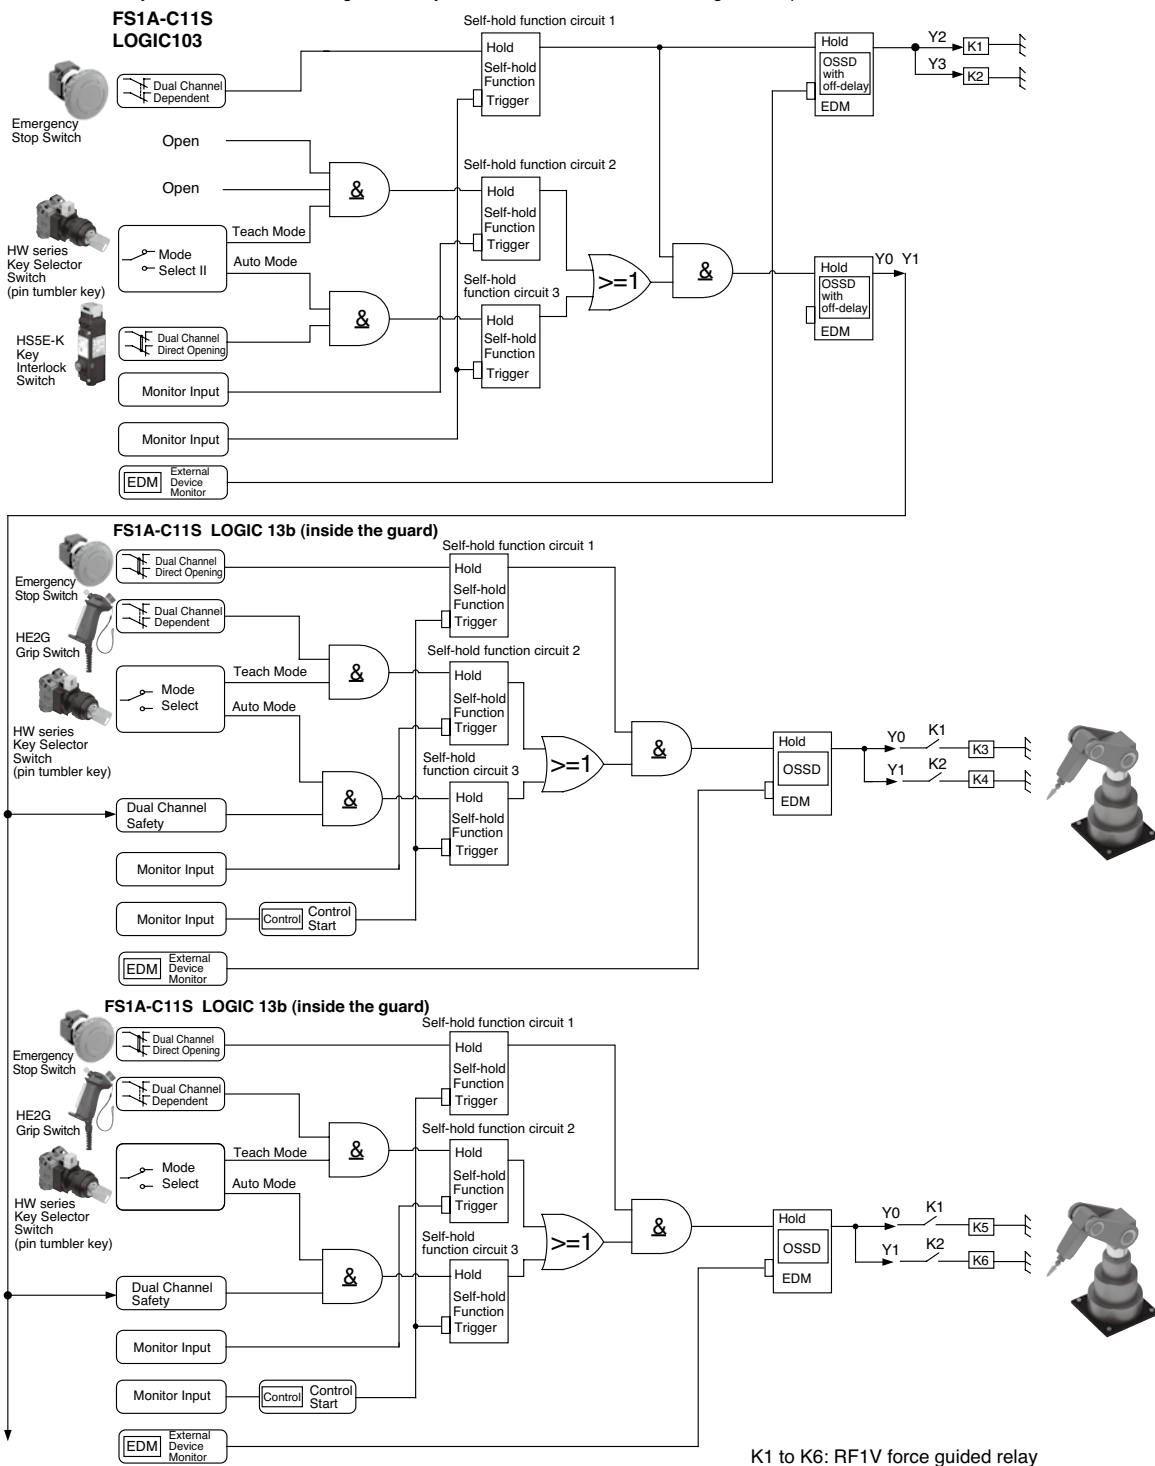 FS1A-C11S
LOGIC103
Self-hold function circuit 1
Hold
Self-hold
Function
Trigger
Hold
OSSD
with
off-delay
EDM
Y2
K1
Y3
K2
Dual Channel
Dependent
Emergency
Stop Switch
Open
Open
&
Self-hold function circuit 2
Hold
Self-hold
Function
Trigger
HW series
Key Selector
Switch
(pin tumbler key)
Mode
Select II
Teach Mode
Auto Mode
>=1
&
Hold
OSSD
with
off-delay
EDM
Y0 Y1
Self-hold
function circuit 3
Hold
Self-hold
Function
Trigger
&
HS5E-K
Key
Interlock
Switch
Dual Channel
Direct Opening
Monitor Input
Monitor Input
EDM
External
Device
Monitor
FS1A-C11S LOGIC 13b (inside the guard)
Self-hold function circuit 1
Emergency
Stop Switch
Dual Channel
Direct Opening
Hold
Self-hold
Function
Trigger
HE2G
Grip Switch
Dual Channel
Dependent
&
Self-hold function circuit 2
Hold
Self-hold
Function
Trigger
HW series
Key Selector
Switch
(pin tumbler key)
Mode
Select
Teach Mode
Auto Mode
>=1
&
Hold
OSSD
EDM
Y0
K1
K3
Y1
K2
K4
Self-hold
function circuit 3
Hold
Self-hold
Function
Trigger
&
Dual Channel
Safety
Monitor Input
Monitor Input
Control
Control
Start
EDM
External
Device
Monitor
FS1A-C11S LOGIC 13b (inside the guard)
Self-hold function circuit 1
Emergency
Stop Switch
Dual Channel
Direct Opening
Hold
Self-hold
Function
Trigger
HE2G
Grip Switch
Dual Channel
Dependent
&
Self-hold function circuit 2
Hold
Self-hold
Function
Trigger
HW series
Key Selector
Switch
(pin tumbler key)
Mode
Select
Teach Mode
Auto Mode
>=1
&
Hold
OSSD
EDM
Y0
K1
K5
Y1
K2
K6
Self-hold
function circuit 3
Hold
Self-hold
Function
Trigger
&
Dual Channel
Safety
Monitor Input
Monitor Input
Control
Control
Start
EDM
External
Device
Monitor
K1 to K6: RF1V force guided relay